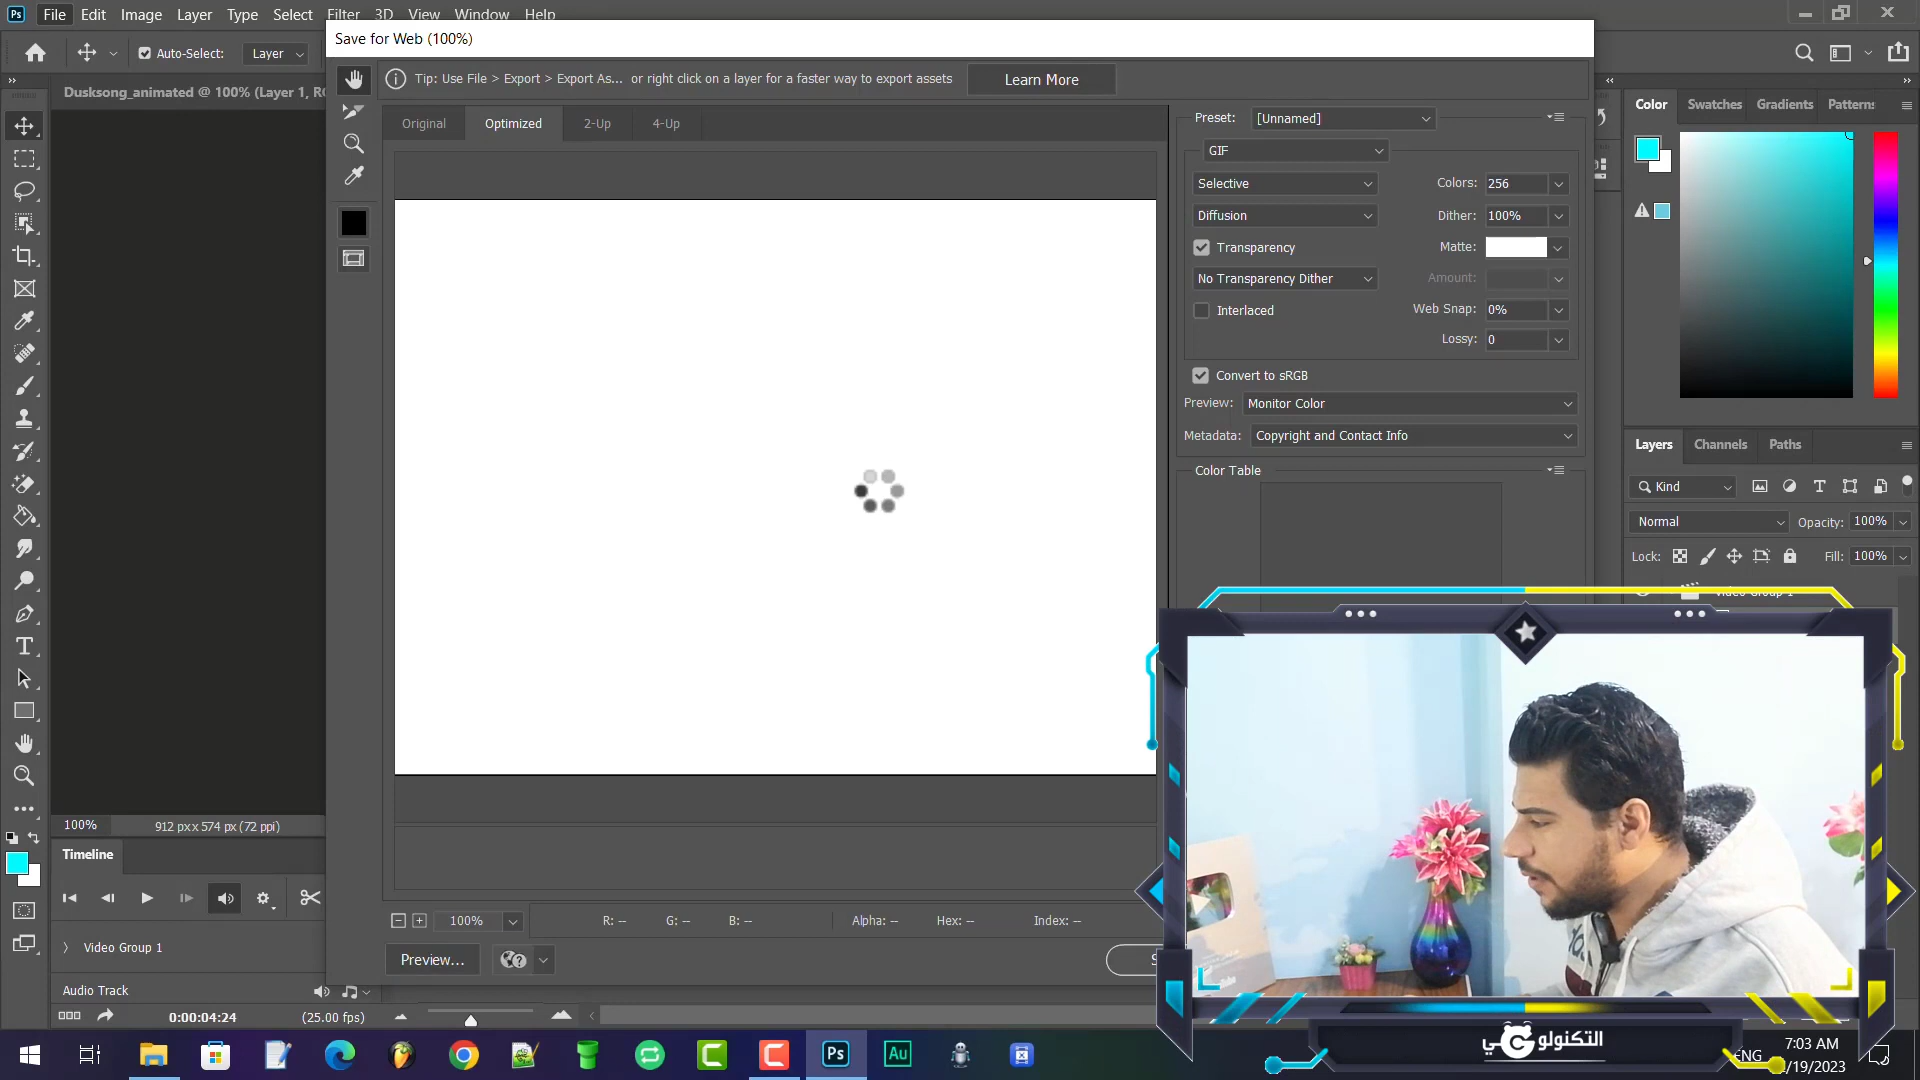 File Edit Image Layer Type Select Filter 3D View Window Help
Save for Web (100%)
Auto-Select: Layer
Tip: Use File > Export > Export As... or right click on a layer for a faster way to export assets
Learn More
Dusksong_animated @ 100% (Layer 1, R
Original Optimized 2-Up 4-Up
Preset: [Unnamed]
GIF
Selective Colors: 256
Diffusion Dither: 100%
Transparency Matte:
No Transparency Dither Amount:
Interlaced Web Snap: 0%
Lossy: 0
Convert to sRGB
Preview: Monitor Color
Metadata: Copyright and Contact Info
Color Table
Color Swatches Gradients Patterns
Layers Channels Paths
Kind
Normal Opacity: 100%
Lock: Fill: 100%
Video Group 1
100% 912 px x 574 px (72 ppi)
Timeline
Video Group 1
Audio Track
0:00:04:24 (25.00 fps)
100% R: -- G: -- B: -- Alpha: -- Hex: -- Index: --
Preview...
S
Ps
Au
التكنولوجي
7:03 AM
/19/2023